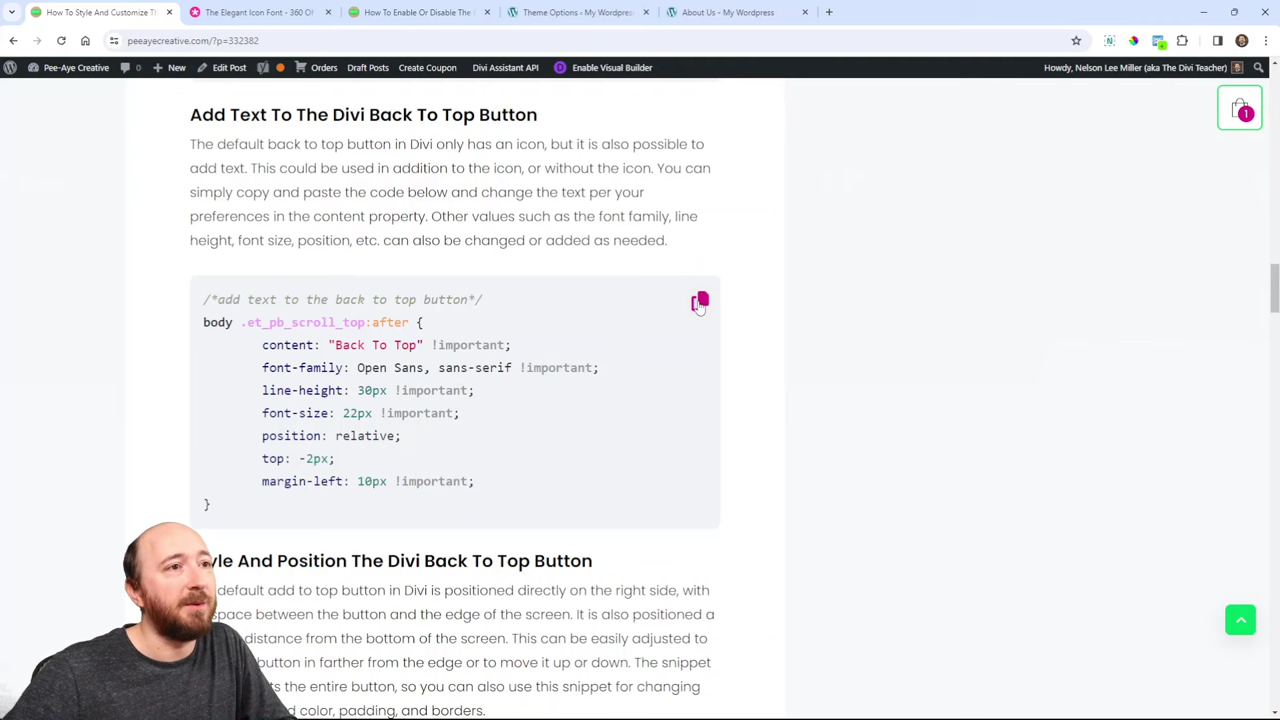 How To Style And Customize T
The Elegant Icon Font - 360 Of
How To Enable Or Disable The
Theme Options - My Wordpress
About Us - My Wordpress
peeayecreative.com/?p=332382
Pee-Aye Creative
0
New
Edit Post
Orders
Draft Posts
Create Coupon
Divi Assistant API
Enable Visual Builder
Howdy, Nelson Lee Miller (aka The Divi Teacher)
1
Add Text To The Divi Back To Top Button
The default back to top button in Divi only has an icon, but it is also possible to
add text. This could be used in addition to the icon, or without the icon. You can
simply copy and paste the code below and change the text per your
preferences in the content property. Other values such as the font family, line
height, font size, position, etc. can also be changed or added as needed.
/*add text to the back to top button*/
body .et_pb_scroll_top:after {
content: "Back To Top" !important;
font-family: Open Sans, sans-serif !important;
line-height: 30px !important;
font-size: 22px !important;
position: relative;
top: -2px;
margin-left: 10px !important;
}
yle And Position The Divi Back To Top Button
default add to top button in Divi is positioned directly on the right side, with
space between the button and the edge of the screen. It is also positioned a
distance from the bottom of the screen. This can be easily adjusted to
button in farther from the edge or to move it up or down. The snippet
ts the entire button, so you can also use this snippet for changing
d color, padding, and borders.